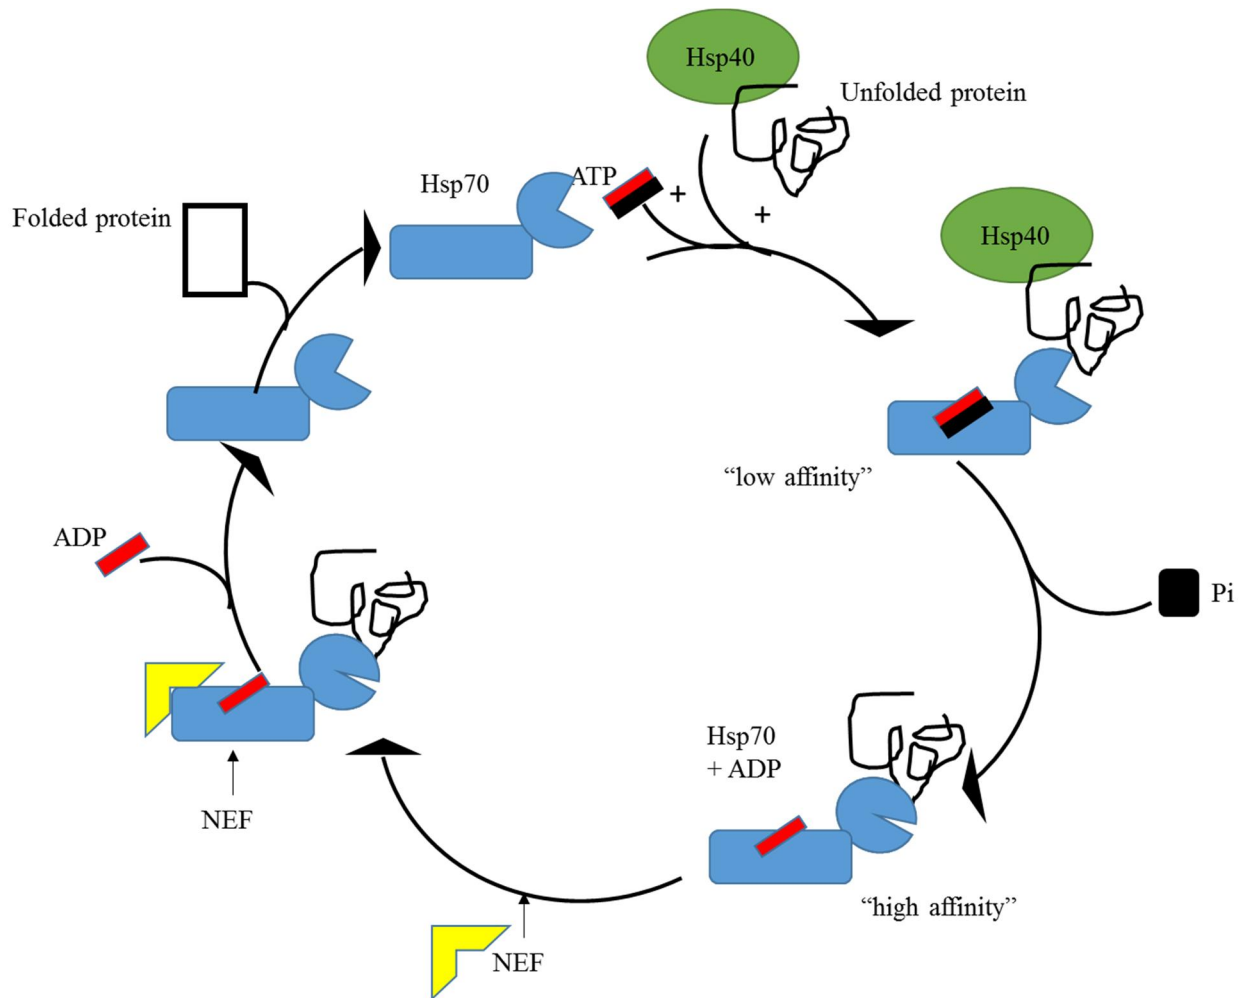 Hsp40
Unfolded protein
Hsp70
ATP
+
+
Folded protein
Hsp40
“low affinity”
ADP
Pi
Hsp70
+ ADP
NEF
“high affinity”
NEF